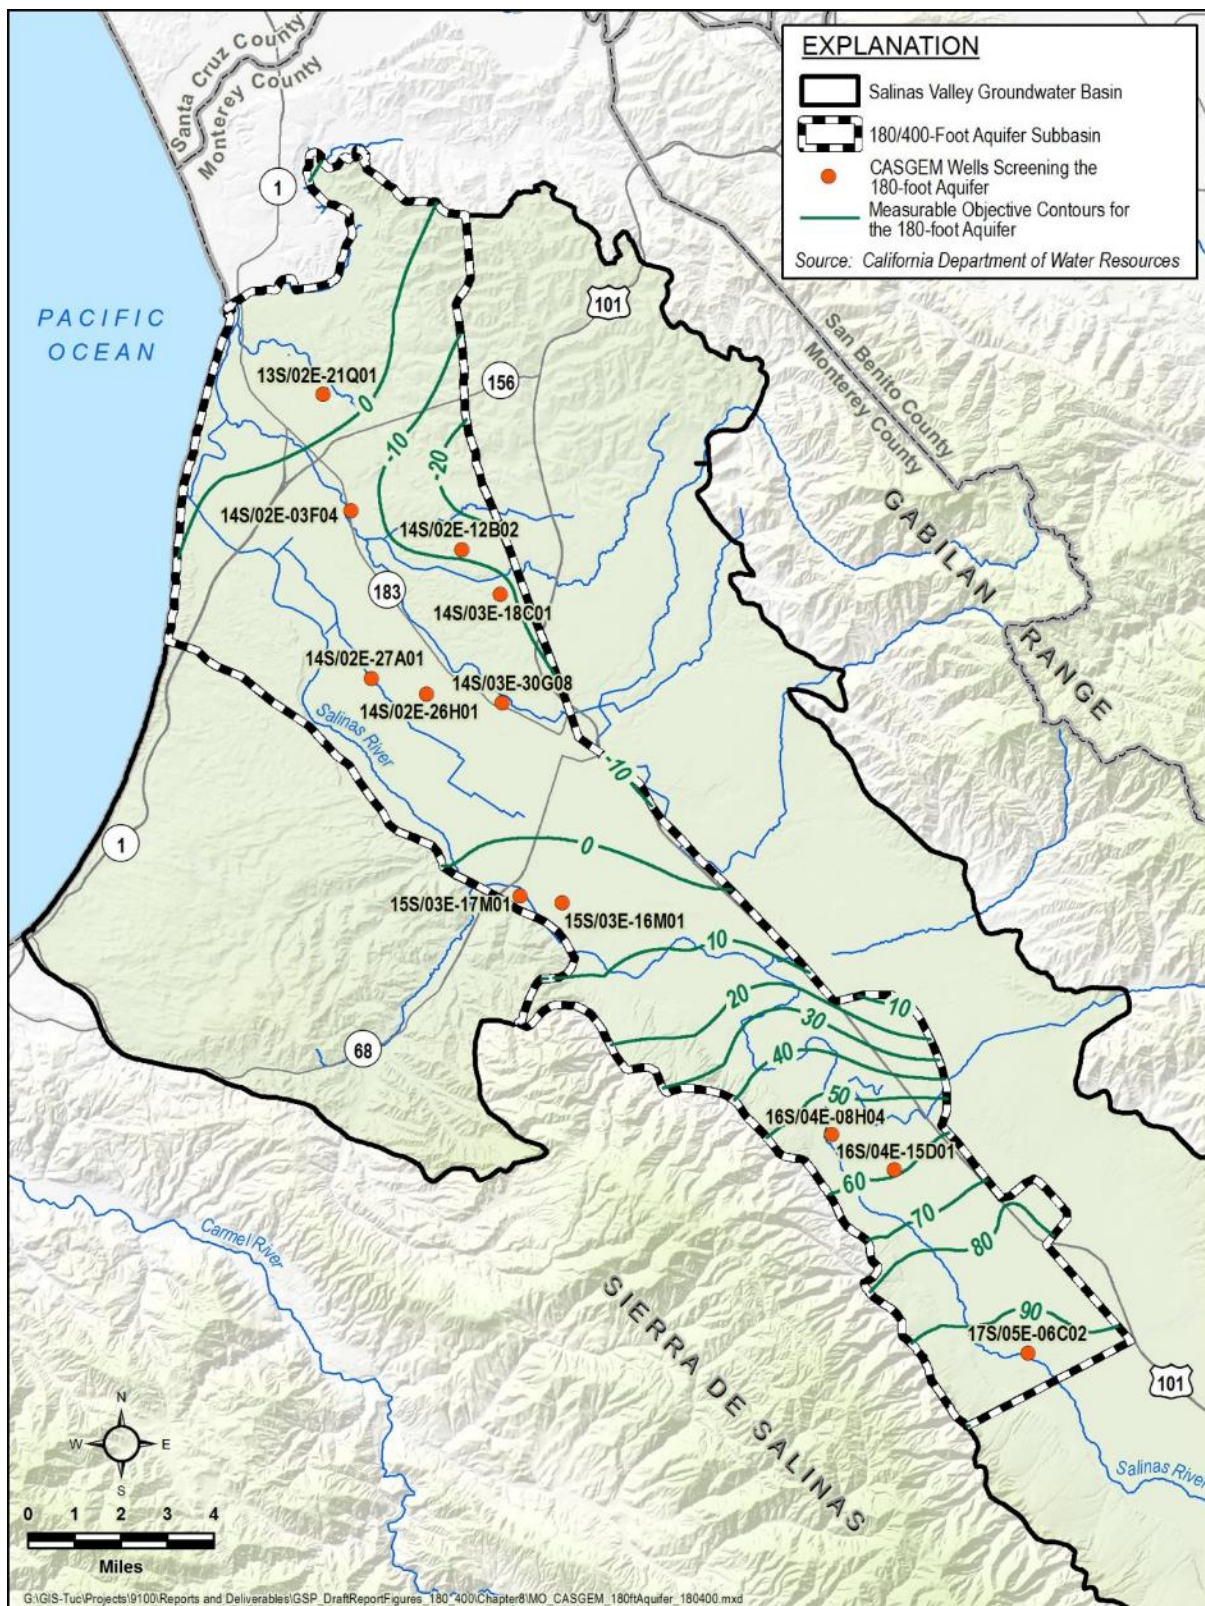 EXPLANATION
Salinas Valley Groundwater Basin
180/400-Foot Aquifer Subbasin
CASGEM Wells Screening the
180-foot Aquifer
Measurable Objective Contours for
the 180-foot Aquifer
Source: California Department of Water Resources
Santa Cruz County
Monterey County
1
101
PACIFIC
OCEAN
San Benito County
Monterey County
13S/02E-21Q01
156
0
-10
-20
GABILAN
RANGE
14S/02E-03F04
14S/02E-12B02
183
14S/03E-18C01
14S/02E-27A01
14S/03E-30G08
14S/02E-26H01
Salinas River
-10
1
0
15S/03E-17M01
15S/03E-16M01
10
20
10
30
68
40
50
16S/04E-08H04
16S/04E-15D01
60
70
Carmel River
80
SIERRA DE SALINAS
90
17S/05E-06C02
101
Salinas River
N
W
E
S
0 1 2 3 4
Miles
G:\GIS-Tuc\Projects\9100\Reports and Deliverables\GSP_DraftReportFigures_180_400\Chapter8\MO_CASGEM_180ftAquifer_180400.mxd